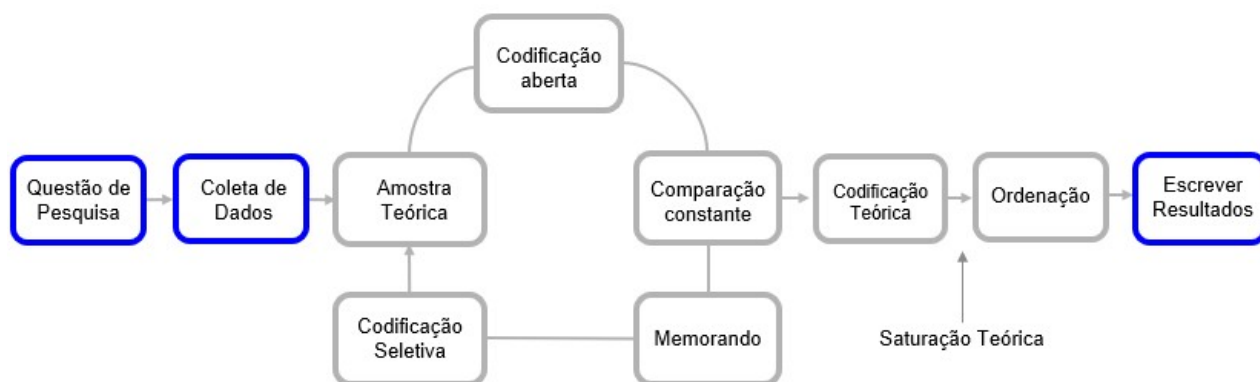 Codificação
aberta
Questão de
Pesquisa
Coleta de
Dados
Amostra
Teórica
Comparação
constante
Codificação
Teórica
Ordenação
Escrever
Resultados
Codificação
Seletiva
Memorando
Saturação Teórica